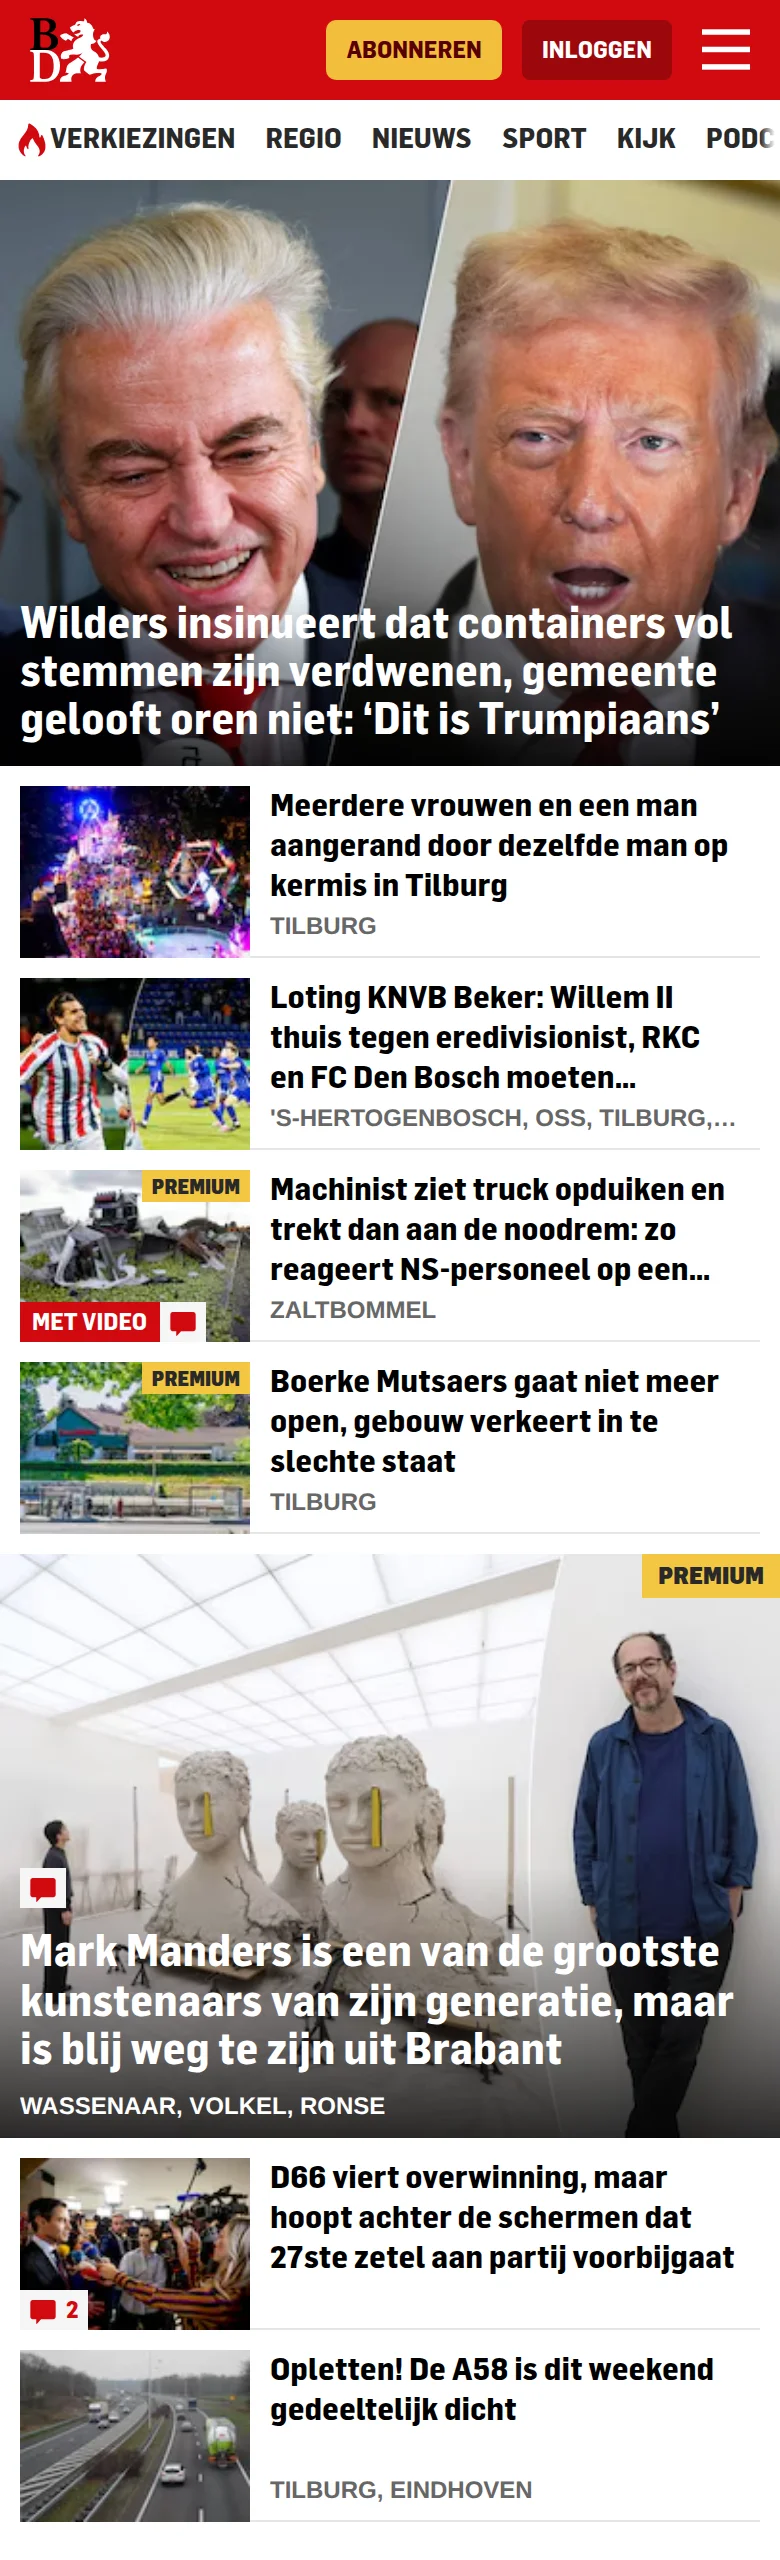 BD
ABONNEREN
INLOGGEN
VERKIEZINGEN REGIO NIEUWS SPORT KIJK PODC
Wilders insinueert dat containers vol
stemmen zijn verdwenen, gemeente
gelooft oren niet: ‘Dit is Trumpiaans’
Meerdere vrouwen en een man
aangerand door dezelfde man op
kermis in Tilburg
TILBURG
Loting KNVB Beker: Willem II
thuis tegen eredivisionist, RKC
en FC Den Bosch moeten...
'S-HERTOGENBOSCH, OSS, TILBURG,...
PREMIUM
MET VIDEO
Machinist ziet truck opduiken en
trekt dan aan de noodrem: zo
reageert NS-personeel op een...
ZALTBOMMEL
PREMIUM
Boerke Mutsaers gaat niet meer
open, gebouw verkeert in te
slechte staat
TILBURG
PREMIUM
Mark Manders is een van de grootste
kunstenaars van zijn generatie, maar
is blij weg te zijn uit Brabant
WASSENAAR, VOLKEL, RONSE
2
D66 viert overwinning, maar
hoopt achter de schermen dat
27ste zetel aan partij voorbijgaat
Opletten! De A58 is dit weekend
gedeeltelijk dicht
TILBURG, EINDHOVEN